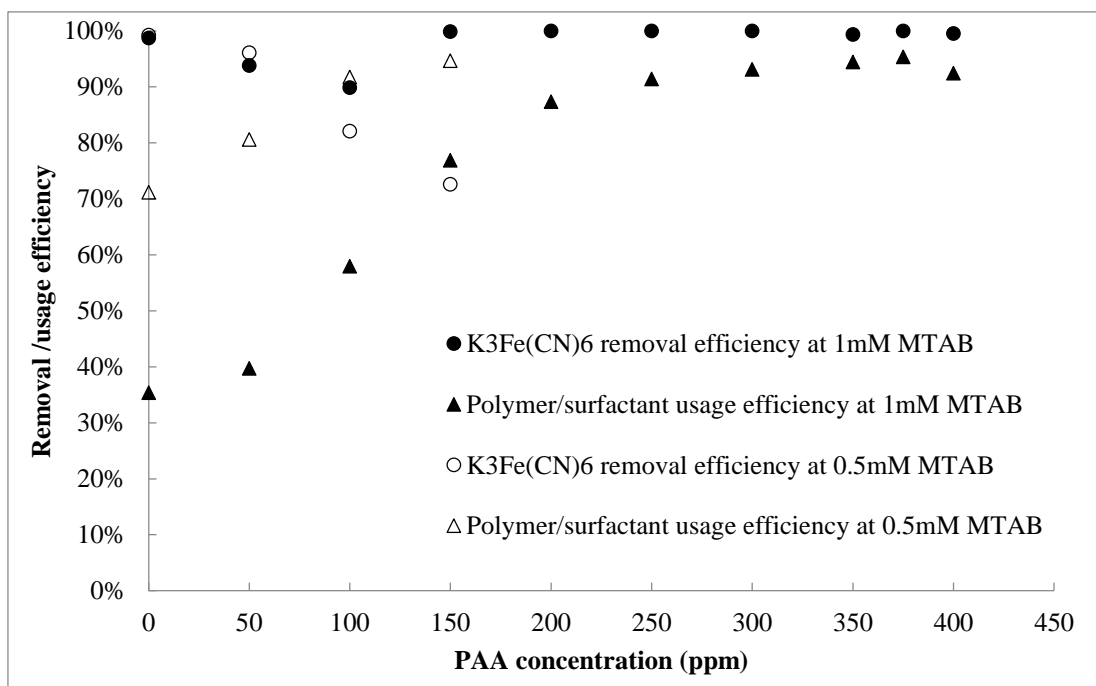 100%
90%
80%
70%
60%
50%
40%
30%
20%
10%
0%
Removal /usage efficiency
K3Fe(CN)6 removal efficiency at 1mM MTAB
Polymer/surfactant usage efficiency at 1mM MTAB
K3Fe(CN)6 removal efficiency at 0.5mM MTAB
Polymer/surfactant usage efficiency at 0.5mM MTAB
0 50 100 150 200 250 300 350 400 450
PAA concentration (ppm)